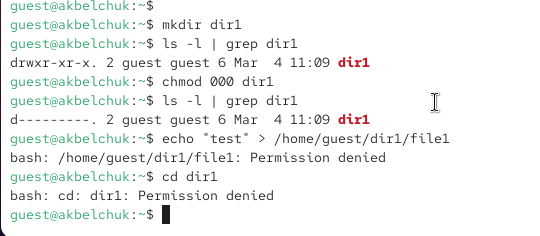 guest@akbelchuk:~$
guest@akbelchuk:~$ mkdir dir1
guest@akbelchuk:~$ ls -l | grep dir1
drwxr-xr-x. 2 guest guest 6 Mar  4 11:09 dir1
guest@akbelchuk:~$ chmod 000 dir1
guest@akbelchuk:~$ ls -l | grep dir1
d---------. 2 guest guest 6 Mar  4 11:09 dir1
guest@akbelchuk:~$ echo "test" > /home/guest/dir1/file1
bash: /home/guest/dir1/file1: Permission denied
guest@akbelchuk:~$ cd dir1
bash: cd: dir1: Permission denied
guest@akbelchuk:~$